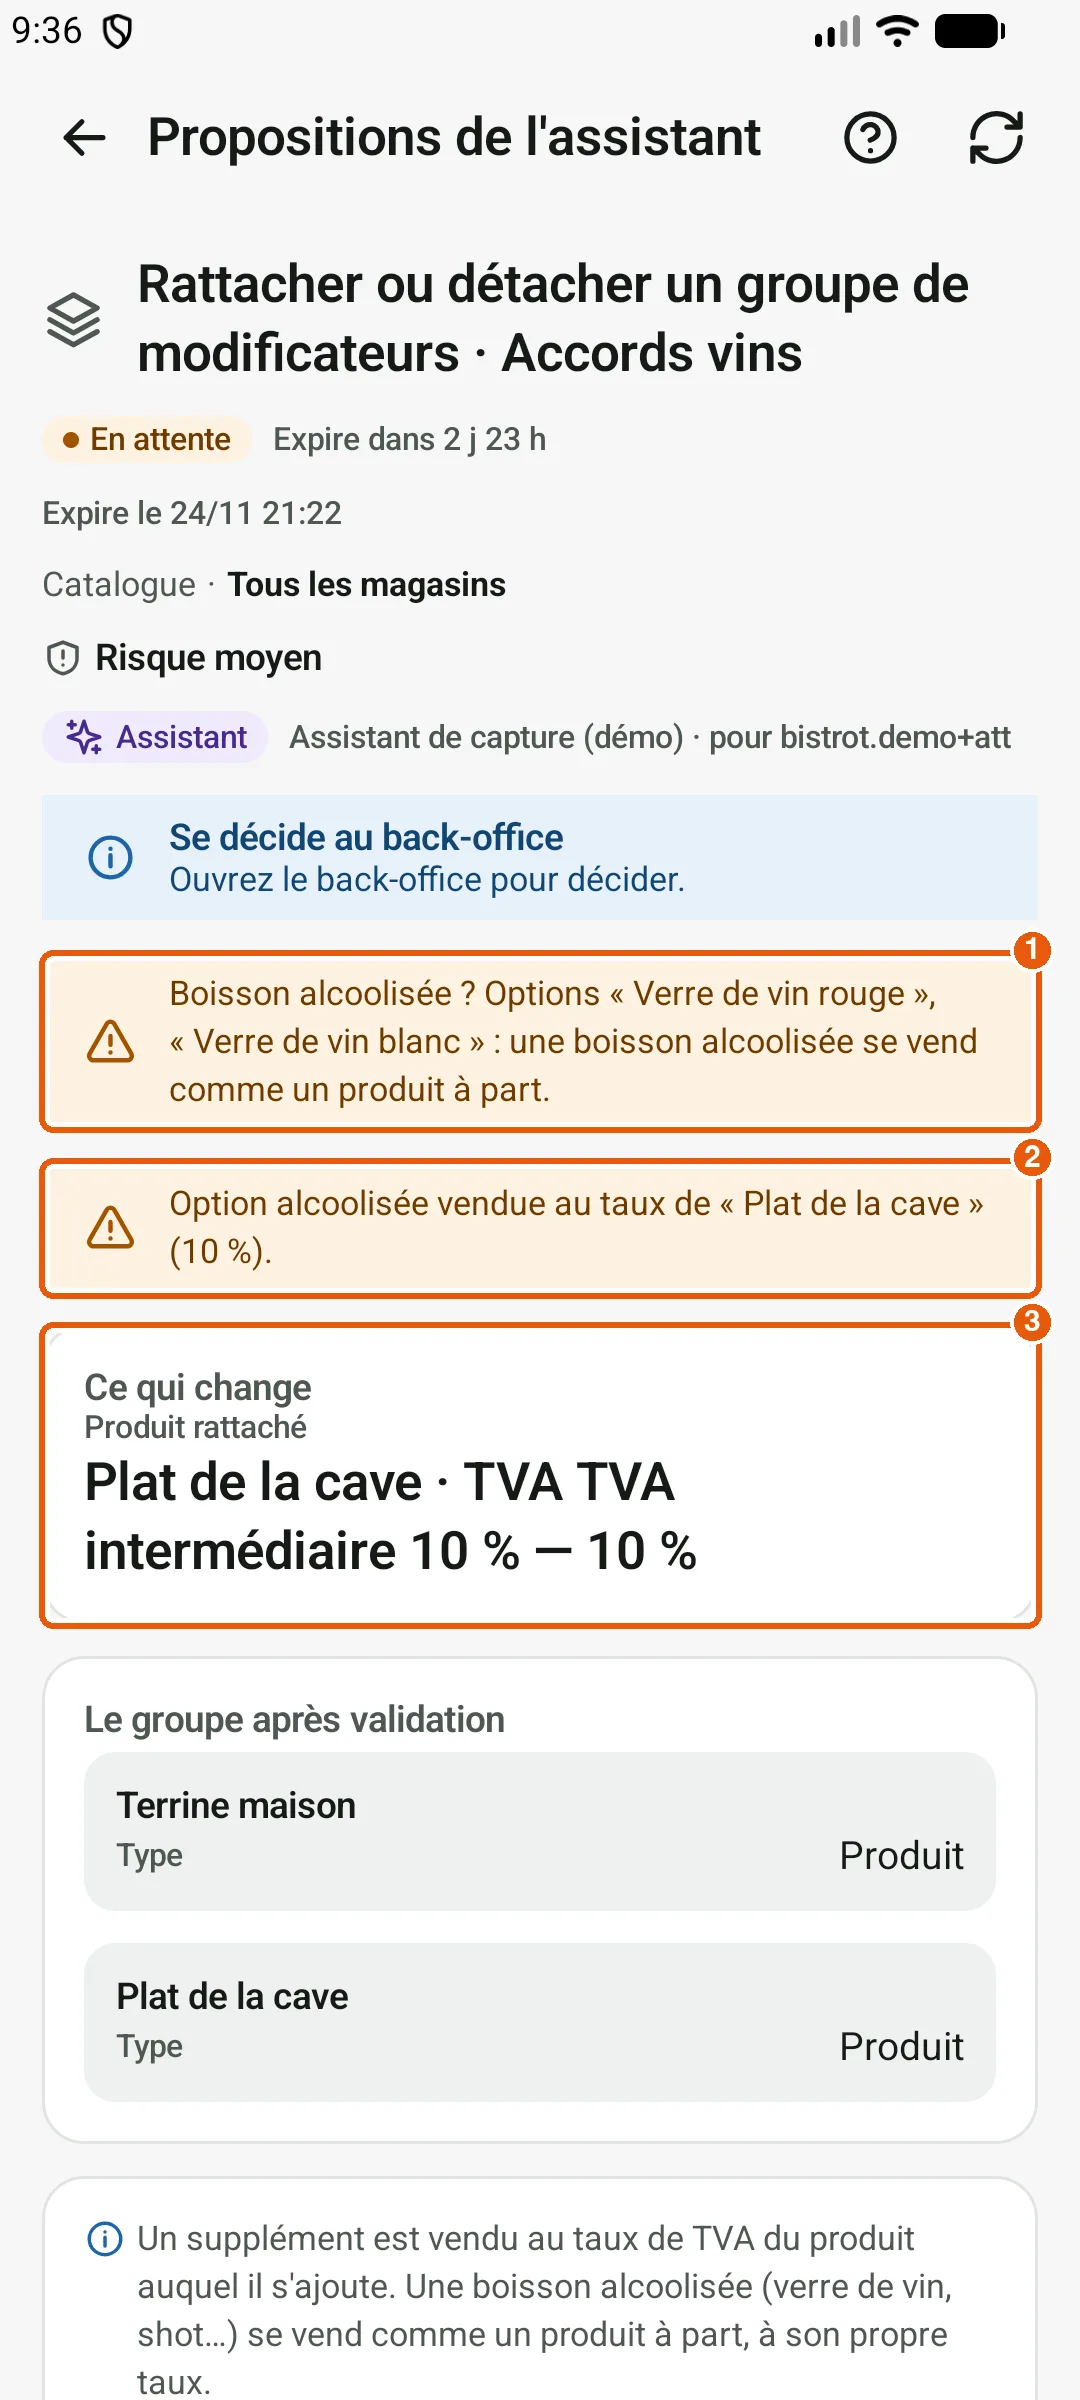 9:36
Propositions de l'assistant
Rattacher ou détacher un groupe de
modificateurs · Accords vins
En attente
Expire dans 2 j 23 h
Expire le 24/11 21:22
Catalogue · Tous les magasins
Risque moyen
Assistant
Assistant de capture (démo) · pour bistrot.demo+att
Se décide au back-office
Ouvrez le back-office pour décider.
1
Boisson alcoolisée ? Options « Verre de vin rouge »,
« Verre de vin blanc » : une boisson alcoolisée se vend
comme un produit à part.
2
Option alcoolisée vendue au taux de « Plat de la cave »
(10 %).
3
Ce qui change
Produit rattaché
Plat de la cave · TVA TVA
intermédiaire 10 % — 10 %
Le groupe après validation
Terrine maison
Type
Produit
Plat de la cave
Type
Produit
Un supplément est vendu au taux de TVA du produit
auquel il s'ajoute. Une boisson alcoolisée (verre de vin,
shot…) se vend comme un produit à part, à son propre
taux.